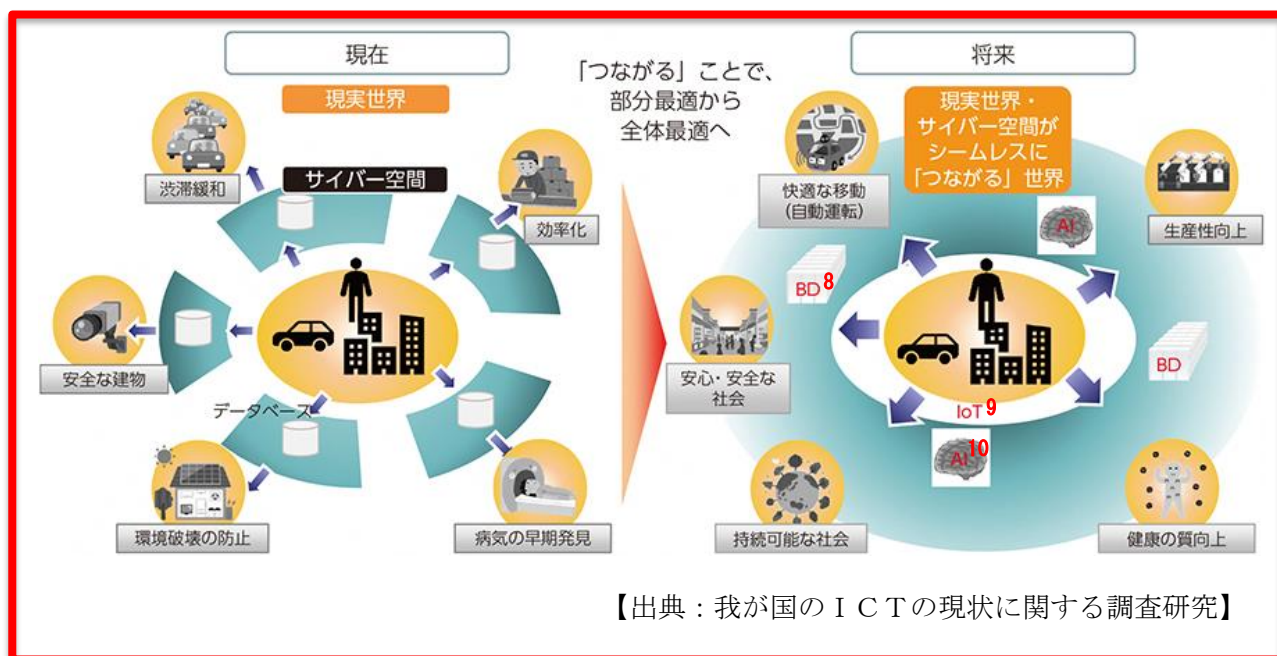 現在
現実世界
渋滞緩和
サイバー空間
効率化
安全な建物
データベース
環境破壊の防止
病気の早期発見
「つながる」ことで、
部分最適から
全体最適へ
将来
現実世界・
サイバー空間が
シームレスに
「つながる」世界
快適な移動
(自動運転)
AI
生産性向上
BD8
安心・安全な
社会
BD
IoT9
AI10
持続可能な社会
健康の質向上
【出典：我が国のＩＣＴの現状に関する調査研究】